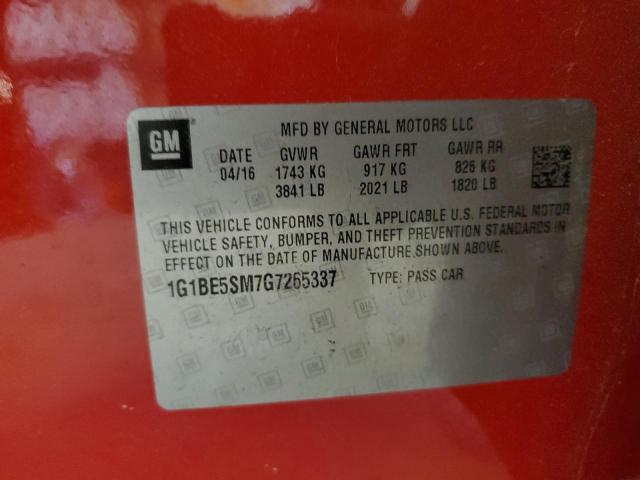 GM
MFD BY GENERAL MOTORS LLC
DATE GVWR GAWR FRT GAWR RR
04/16 1743 KG 917 KG 826 KG
3841 LB 2021 LB 1820 LB
THIS VEHICLE CONFORMS TO ALL APPLICABLE U.S. FEDERAL MOTOR
VEHICLE SAFETY, BUMPER, AND THEFT PREVENTION STANDARDS IN
EFFECT ON THE DATE OF MANUFACTURE SHOWN ABOVE.
1G1BE5SM7G7265337 TYPE: PASS CAR